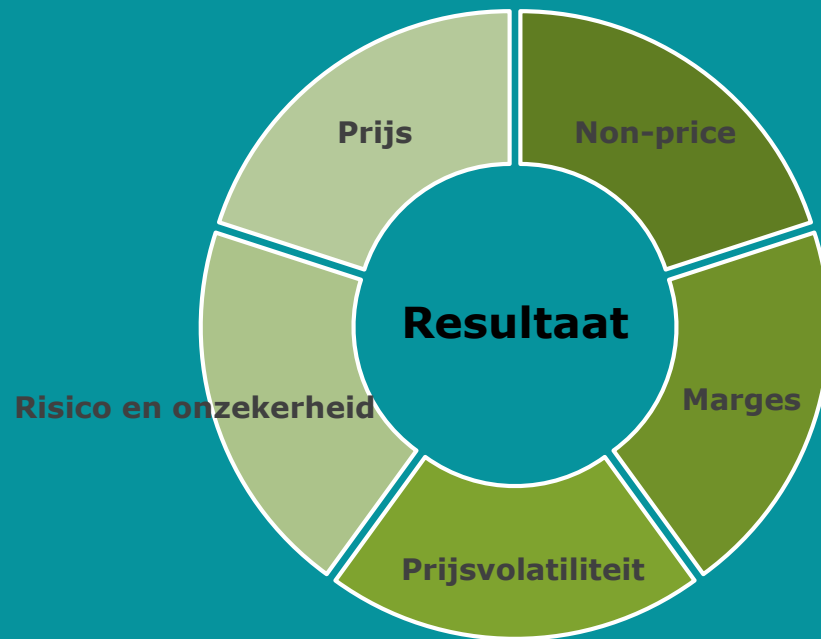 Prijs
Non-price
Resultaat
Marges
Risico en onzekerheid
Prijsvolatiliteit